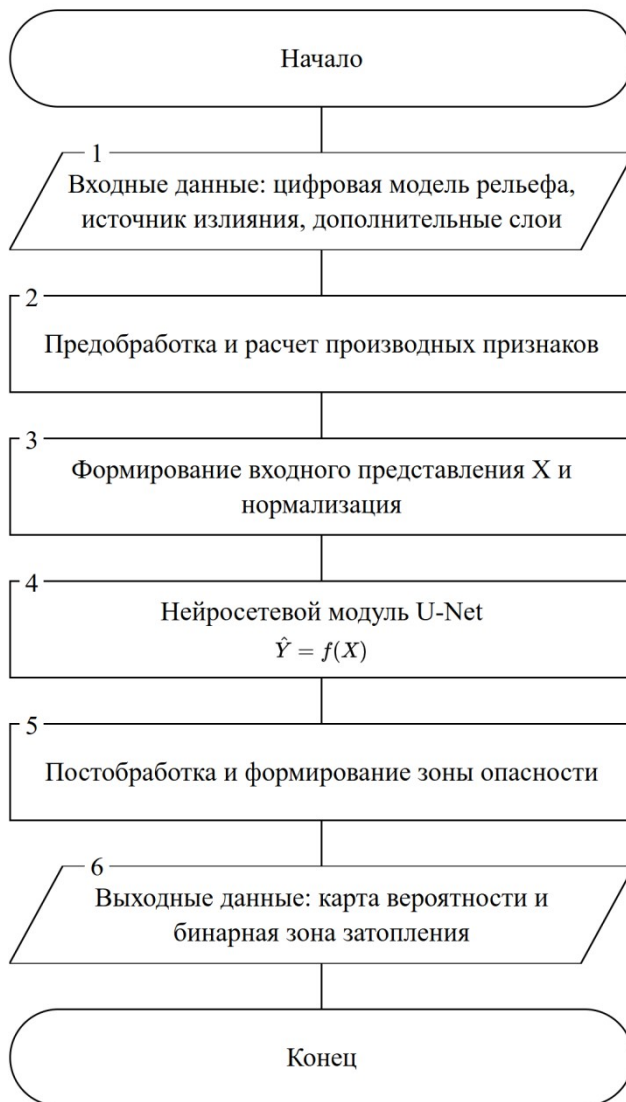 Начало
1
Входные данные: цифровая модель рельефа,
источник излияния, дополнительные слои
2
Предобработка и расчет производных признаков
3
Формирование входного представления X и
нормализация
4
Нейросетевой модуль U-Net
Ŷ = f(X)
5
Постобработка и формирование зоны опасности
6
Выходные данные: карта вероятности и
бинарная зона затопления
Конец